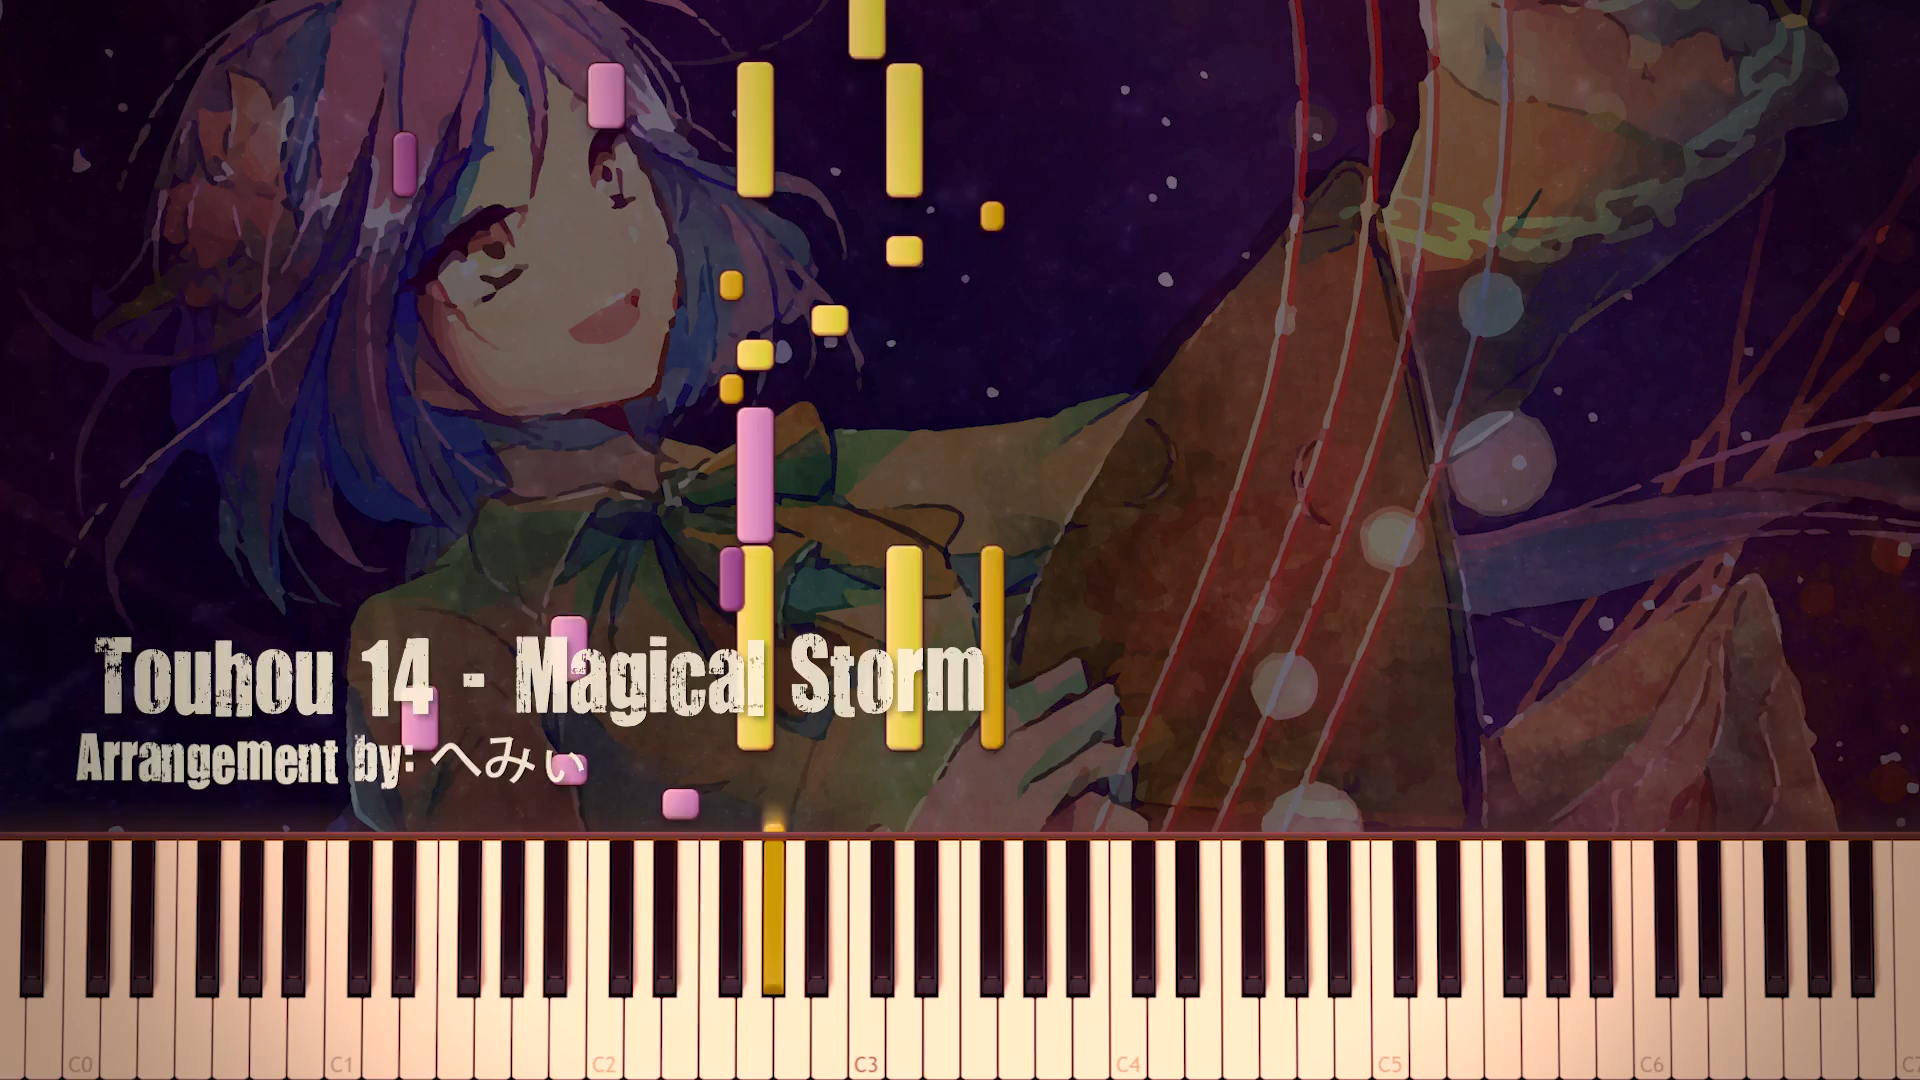 Touhou 14 - Magical Storm
Arrangement by: へみぃ
C0 C1 C2 C3 C4 C5 C6